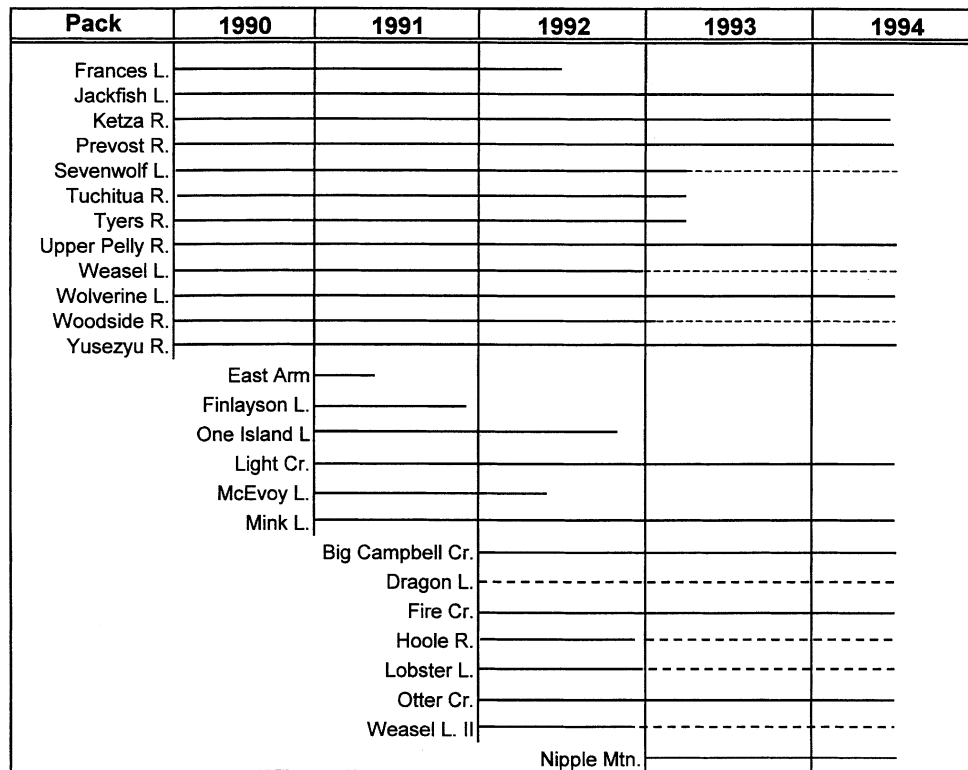 Pack 1990 1991 1992 1993 1994
Frances L.
Jackfish L.
Ketza R.
Prevost R.
Sevenwolf L.
Tuchitua R.
Tyers R.
Upper Pelly R.
Weasel L.
Wolverine L.
Woodside R.
Yusezyu R.
East Arm
Finlayson L.
One Island L
Light Cr.
McEvoy L.
Mink L.
Big Campbell Cr.
Dragon L.
Fire Cr.
Hoole R.
Lobster L.
Otter Cr.
Weasel L. II
Nipple Mtn.